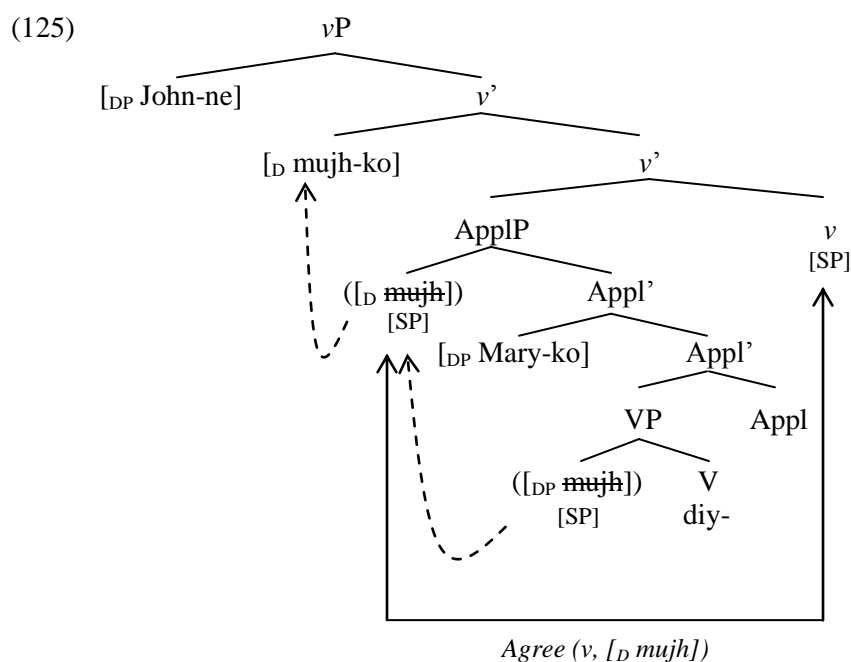 (125) vP
[DP John-ne] v’
[D mujh-ko] v’
ApplP v
([D mujh]) Appl’ [SP]
[SP] [DP Mary-ko] Appl’
VP Appl
([DP mujh]) V
[SP] diy-
Agree (v, [D mujh])